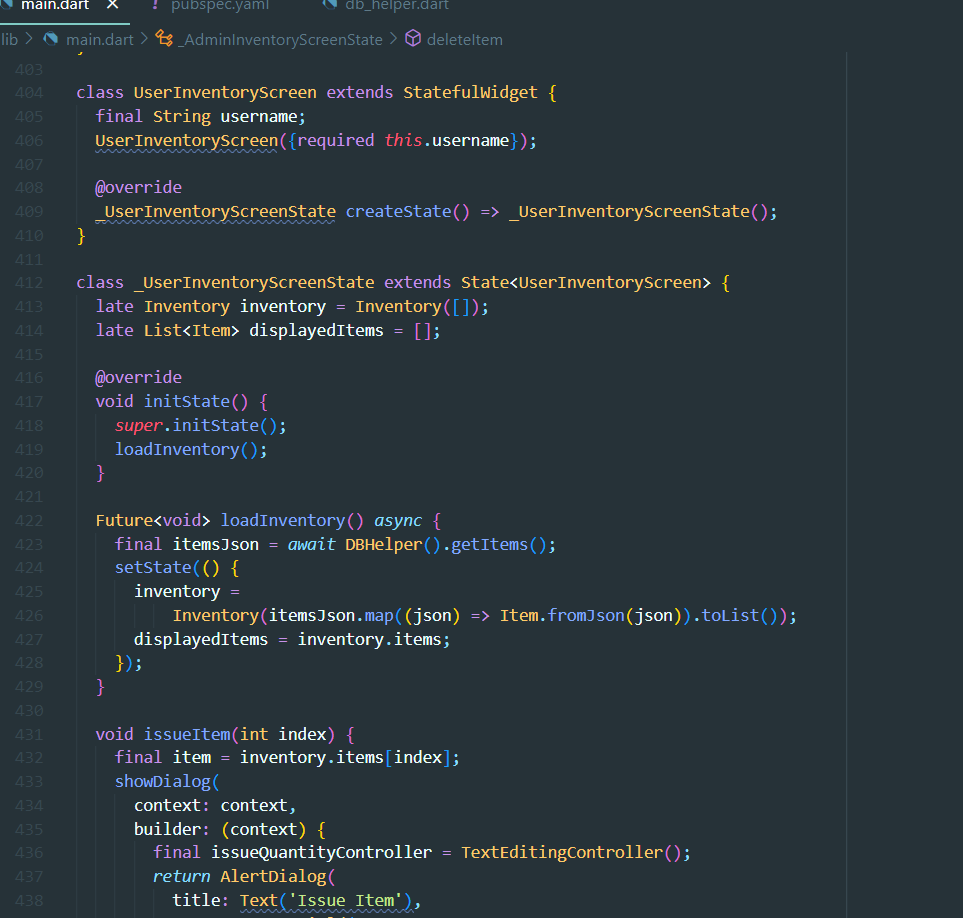 main.dart × ! pubspec.yaml db_helper.dart
lib > main.dart > _AdminInventoryScreenState > deleteItem
403 }
404 class UserInventoryScreen extends StatefulWidget {
405   final String username;
406   UserInventoryScreen({required this.username});
407
408   @override
409   _UserInventoryScreenState createState() => _UserInventoryScreenState();
410 }
411
412 class _UserInventoryScreenState extends State<UserInventoryScreen> {
413   late Inventory inventory = Inventory([]);
414   late List<Item> displayedItems = [];
415
416   @override
417   void initState() {
418     super.initState();
419     loadInventory();
420   }
421
422   Future<void> loadInventory() async {
423     final itemsJson = await DBHelper().getItems();
424     setState(() {
425       inventory =
426           Inventory(itemsJson.map((json) => Item.fromJson(json)).toList());
427       displayedItems = inventory.items;
428     });
429   }
430
431   void issueItem(int index) {
432     final item = inventory.items[index];
433     showDialog(
434       context: context,
435       builder: (context) {
436         final issueQuantityController = TextEditingController();
437         return AlertDialog(
438           title: Text('Issue Item'),